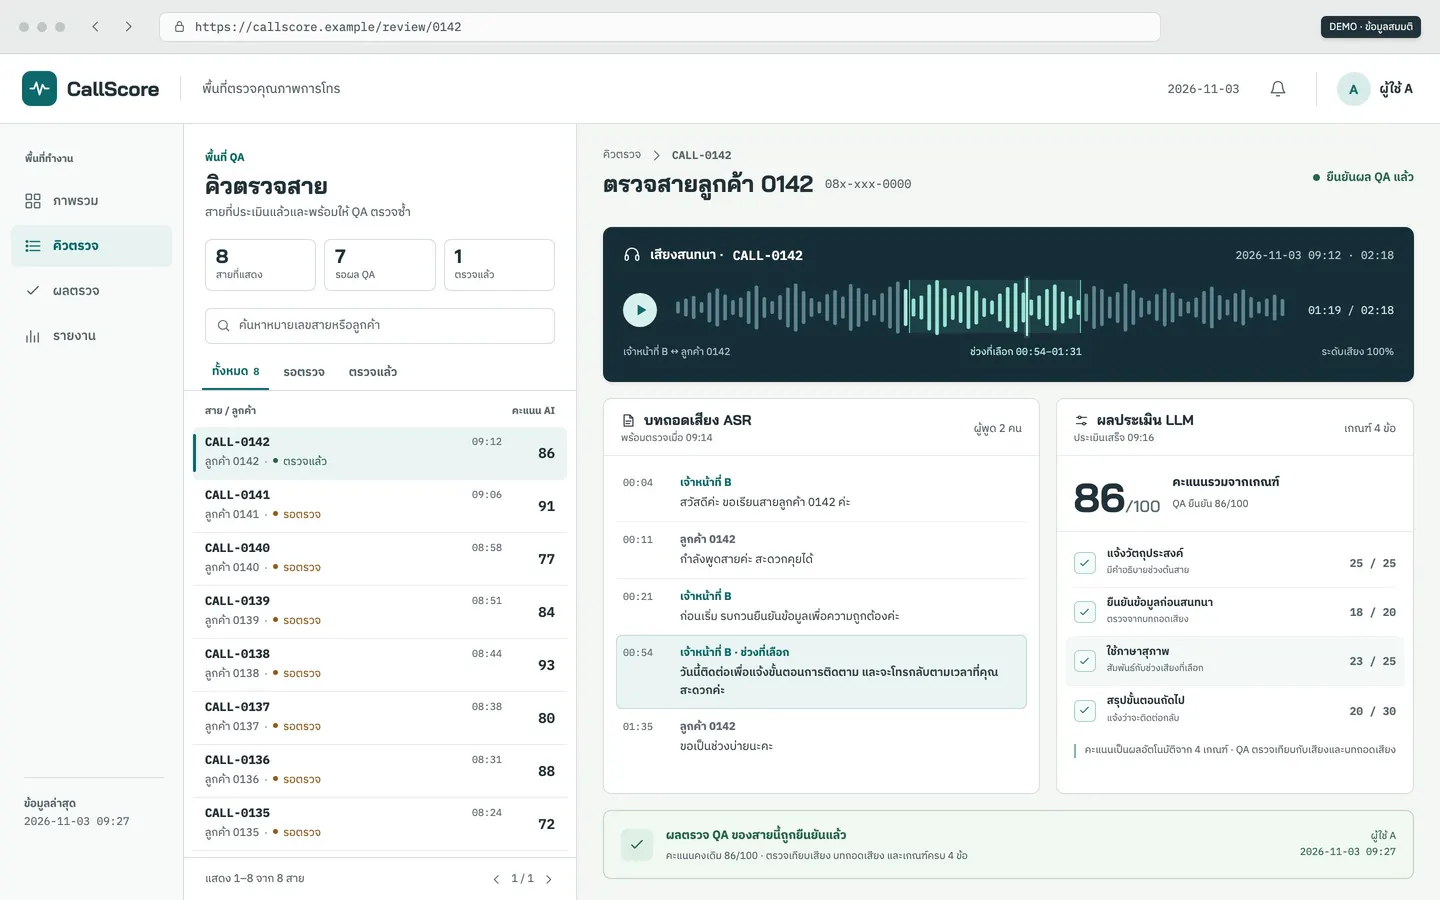 https://callscore.example/review/0142
DEMO · ข้อมูลสมมติ
CallScore
พื้นที่ตรวจคุณภาพการโทร
2026-11-03
A
ผู้ใช้ A
พื้นที่ทำงาน
ภาพรวม
คิวตรวจ
ผลตรวจ
รายงาน
ข้อมูลล่าสุด
2026-11-03 09:27
พื้นที่ QA
คิวตรวจสาย
สายที่ประเมินแล้วและพร้อมให้ QA ตรวจซ้ำ
8
สายที่แสดง
7
รอผล QA
1
ตรวจแล้ว
ค้นหาหมายเลขสายหรือลูกค้า
ทั้งหมด 8
รอตรวจ
ตรวจแล้ว
สาย / ลูกค้า
คะแนน AI
CALL-0142 09:12
ลูกค้า 0142 · ตรวจแล้ว
86
CALL-0141 09:06
ลูกค้า 0141 · รอตรวจ
91
CALL-0140 08:58
ลูกค้า 0140 · รอตรวจ
77
CALL-0139 08:51
ลูกค้า 0139 · รอตรวจ
84
CALL-0138 08:44
ลูกค้า 0138 · รอตรวจ
93
CALL-0137 08:38
ลูกค้า 0137 · รอตรวจ
80
CALL-0136 08:31
ลูกค้า 0136 · รอตรวจ
88
CALL-0135 08:24
ลูกค้า 0135 · รอตรวจ
72
แสดง 1–8 จาก 8 สาย
1 / 1
คิวตรวจ
CALL-0142
ตรวจสายลูกค้า 0142 08x-xxx-0000
ยืนยันผล QA แล้ว
เสียงสนทนา · CALL-0142
2026-11-03 09:12 · 02:18
01:19 / 02:18
เจ้าหน้าที่ B ↔ ลูกค้า 0142
ช่วงที่เลือก 00:54–01:31
ระดับเสียง 100%
บทถอดเสียง ASR
พร้อมตรวจเมื่อ 09:14
ผู้พูด 2 คน
00:04 เจ้าหน้าที่ B
สวัสดีค่ะ ขอเรียนสายลูกค้า 0142 ค่ะ
00:11 ลูกค้า 0142
กำลังพูดสายค่ะ สะดวกคุยได้
00:21 เจ้าหน้าที่ B
ก่อนเริ่ม รบกวนยืนยันข้อมูลเพื่อความถูกต้องค่ะ
00:54 เจ้าหน้าที่ B · ช่วงที่เลือก
วันนี้ติดต่อเพื่อแจ้งขั้นตอนการติดตาม และจะโทรกลับตามเวลาที่คุณ
สะดวกค่ะ
01:35 ลูกค้า 0142
ขอเป็นช่วงบ่ายนะคะ
ผลประเมิน LLM
ประเมินเสร็จ 09:16
เกณฑ์ 4 ข้อ
86/100
คะแนนรวมจากเกณฑ์
QA ยืนยัน 86/100
แจ้งวัตถุประสงค์
มีคำอธิบายช่วงต้นสาย
25 / 25
ยืนยันข้อมูลก่อนสนทนา
ตรวจจากบทถอดเสียง
18 / 20
ใช้ภาษาสุภาพ
สัมพันธ์กับช่วงเสียงที่เลือก
23 / 25
สรุปขั้นตอนถัดไป
แจ้งว่าจะติดต่อกลับ
20 / 30
คะแนนเป็นผลอัตโนมัติจาก 4 เกณฑ์ · QA ตรวจเทียบกับเสียงและบทถอดเสียง
ผลตรวจ QA ของสายนี้ถูกยืนยันแล้ว
คะแนนคงเดิม 86/100 · ตรวจเทียบเสียง บทถอดเสียง และเกณฑ์ครบ 4 ข้อ
ผู้ใช้ A
2026-11-03 09:27